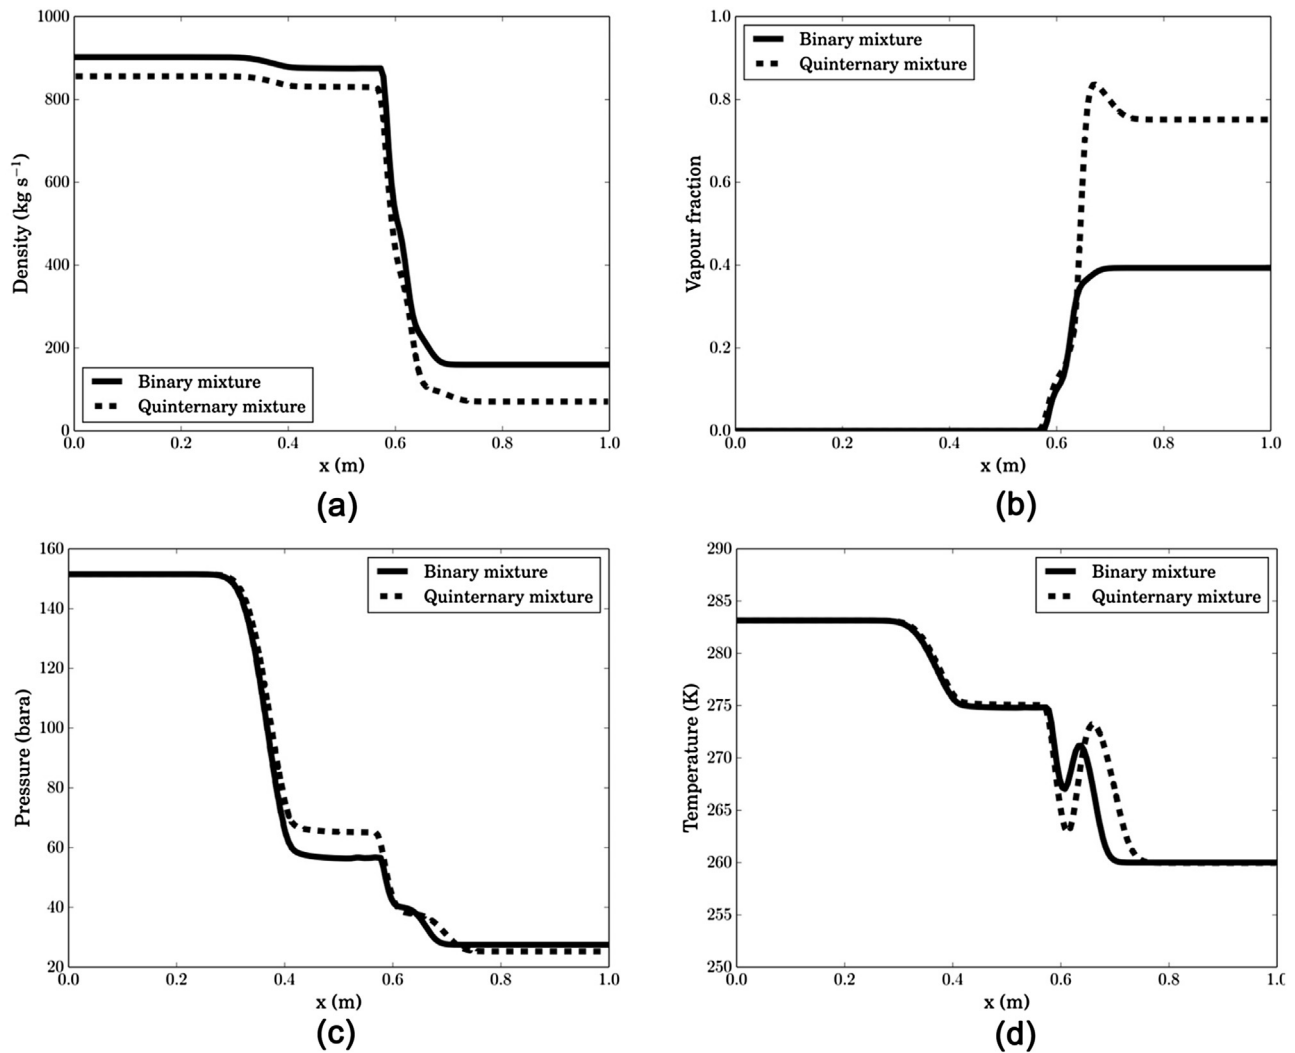 1000
800
600
400
200
0
Density (kg s⁻¹)
Binary mixture
Quinternary mixture
0.0 0.2 0.4 0.6 0.8 1.0
x (m)
(a)
1.0
0.8
0.6
0.4
0.2
0.0
Vapour fraction
Binary mixture
Quinternary mixture
0.0 0.2 0.4 0.6 0.8 1.0
x (m)
(b)
160
140
120
100
80
60
40
20
Pressure (bara)
Binary mixture
Quinternary mixture
0.0 0.2 0.4 0.6 0.8 1.0
x (m)
(c)
290
285
280
275
270
265
260
255
250
Temperature (K)
Binary mixture
Quinternary mixture
0.0 0.2 0.4 0.6 0.8 1.0
x (m)
(d)